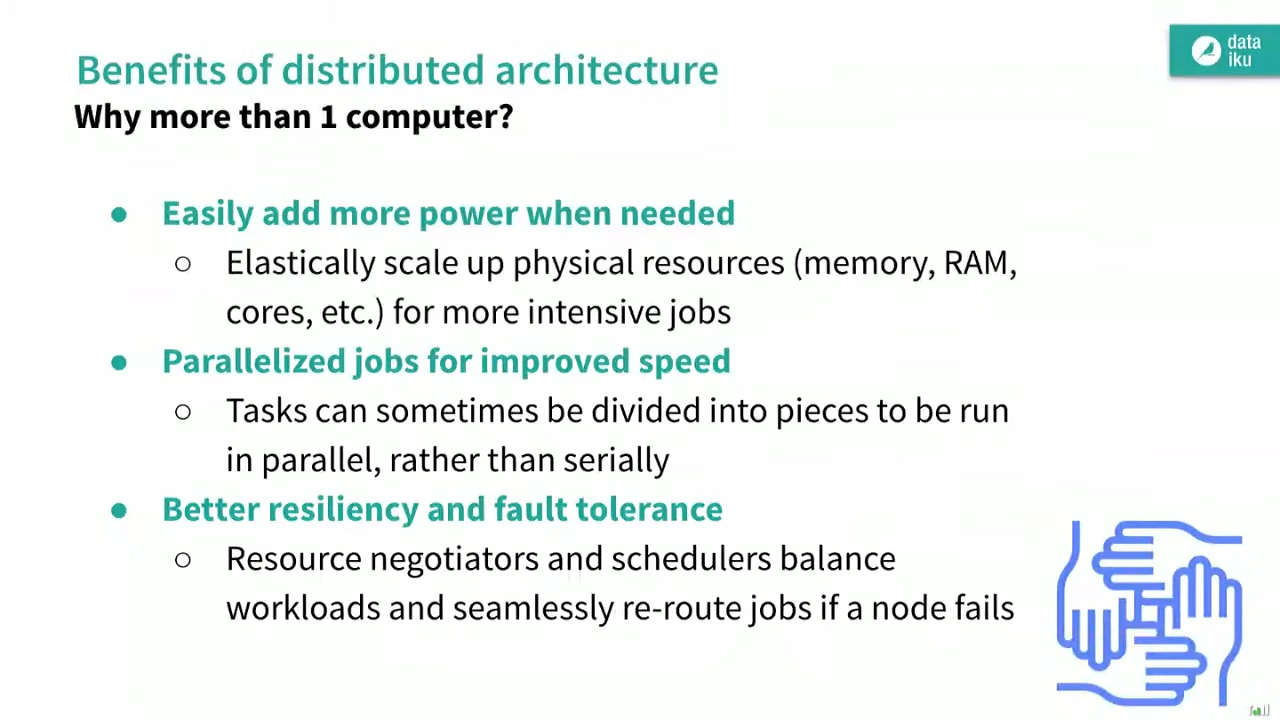 Benefits of distributed architecture
data
iku
Why more than 1 computer?
● Easily add more power when needed
○ Elastically scale up physical resources (memory, RAM,
cores, etc.) for more intensive jobs
● Parallelized jobs for improved speed
○ Tasks can sometimes be divided into pieces to be run
in parallel, rather than serially
● Better resiliency and fault tolerance
○ Resource negotiators and schedulers balance
workloads and seamlessly re-route jobs if a node fails